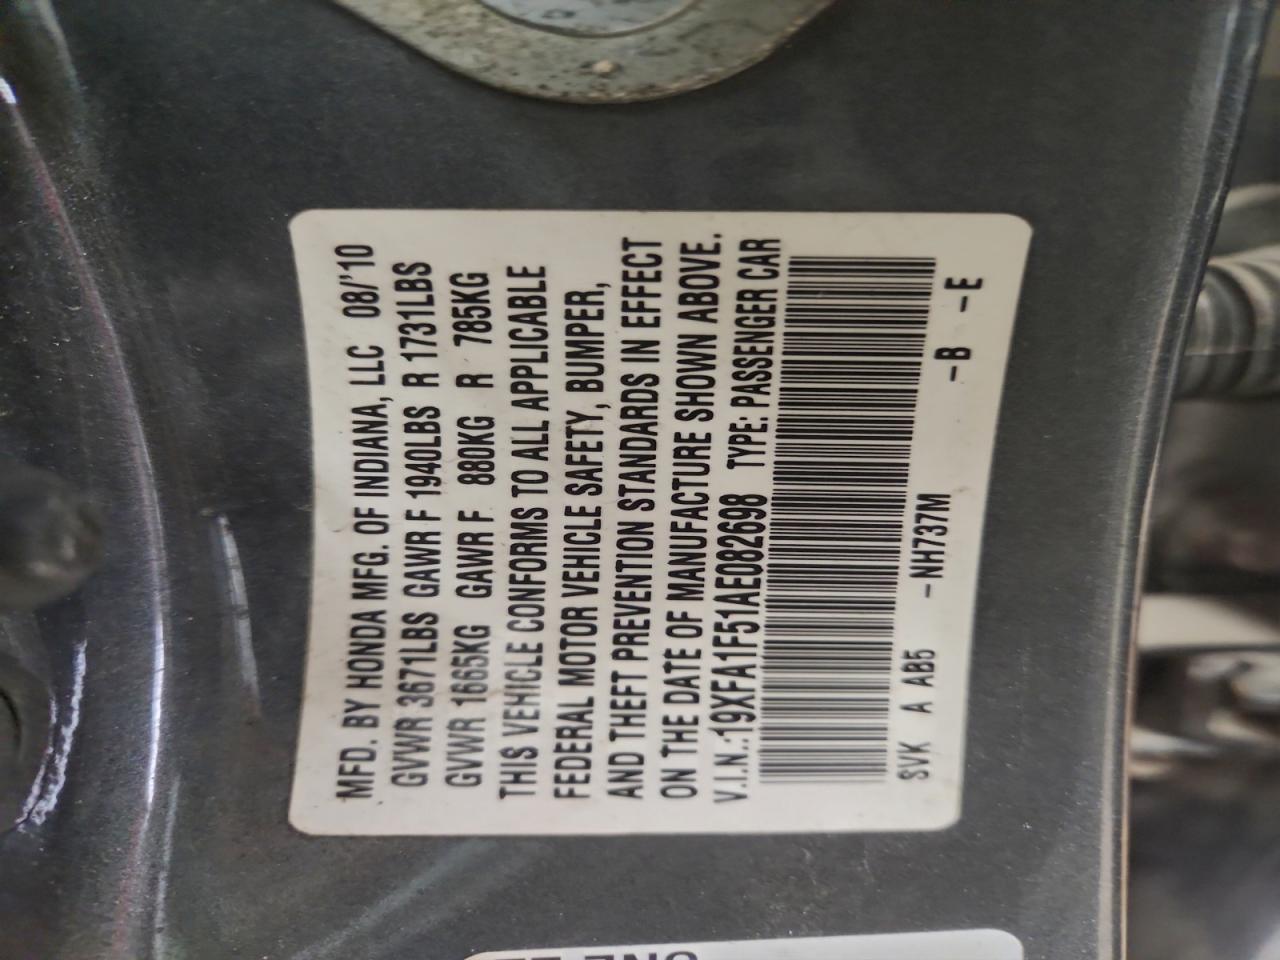 MFD. BY HONDA MFG. OF INDIANA, LLC 08/'10
GVWR 3671LBS GAWR F 1940LBS R 1731LBS
GVWR 1665KG GAWR F 880KG R 785KG
THIS VEHICLE CONFORMS TO ALL APPLICABLE
FEDERAL MOTOR VEHICLE SAFETY, BUMPER,
AND THEFT PREVENTION STANDARDS IN EFFECT
ON THE DATE OF MANUFACTURE SHOWN ABOVE.
V.I.N.:19XFA1F51AE082698 TYPE: PASSENGER CAR
SVK A AB5 -NH737M -B -E